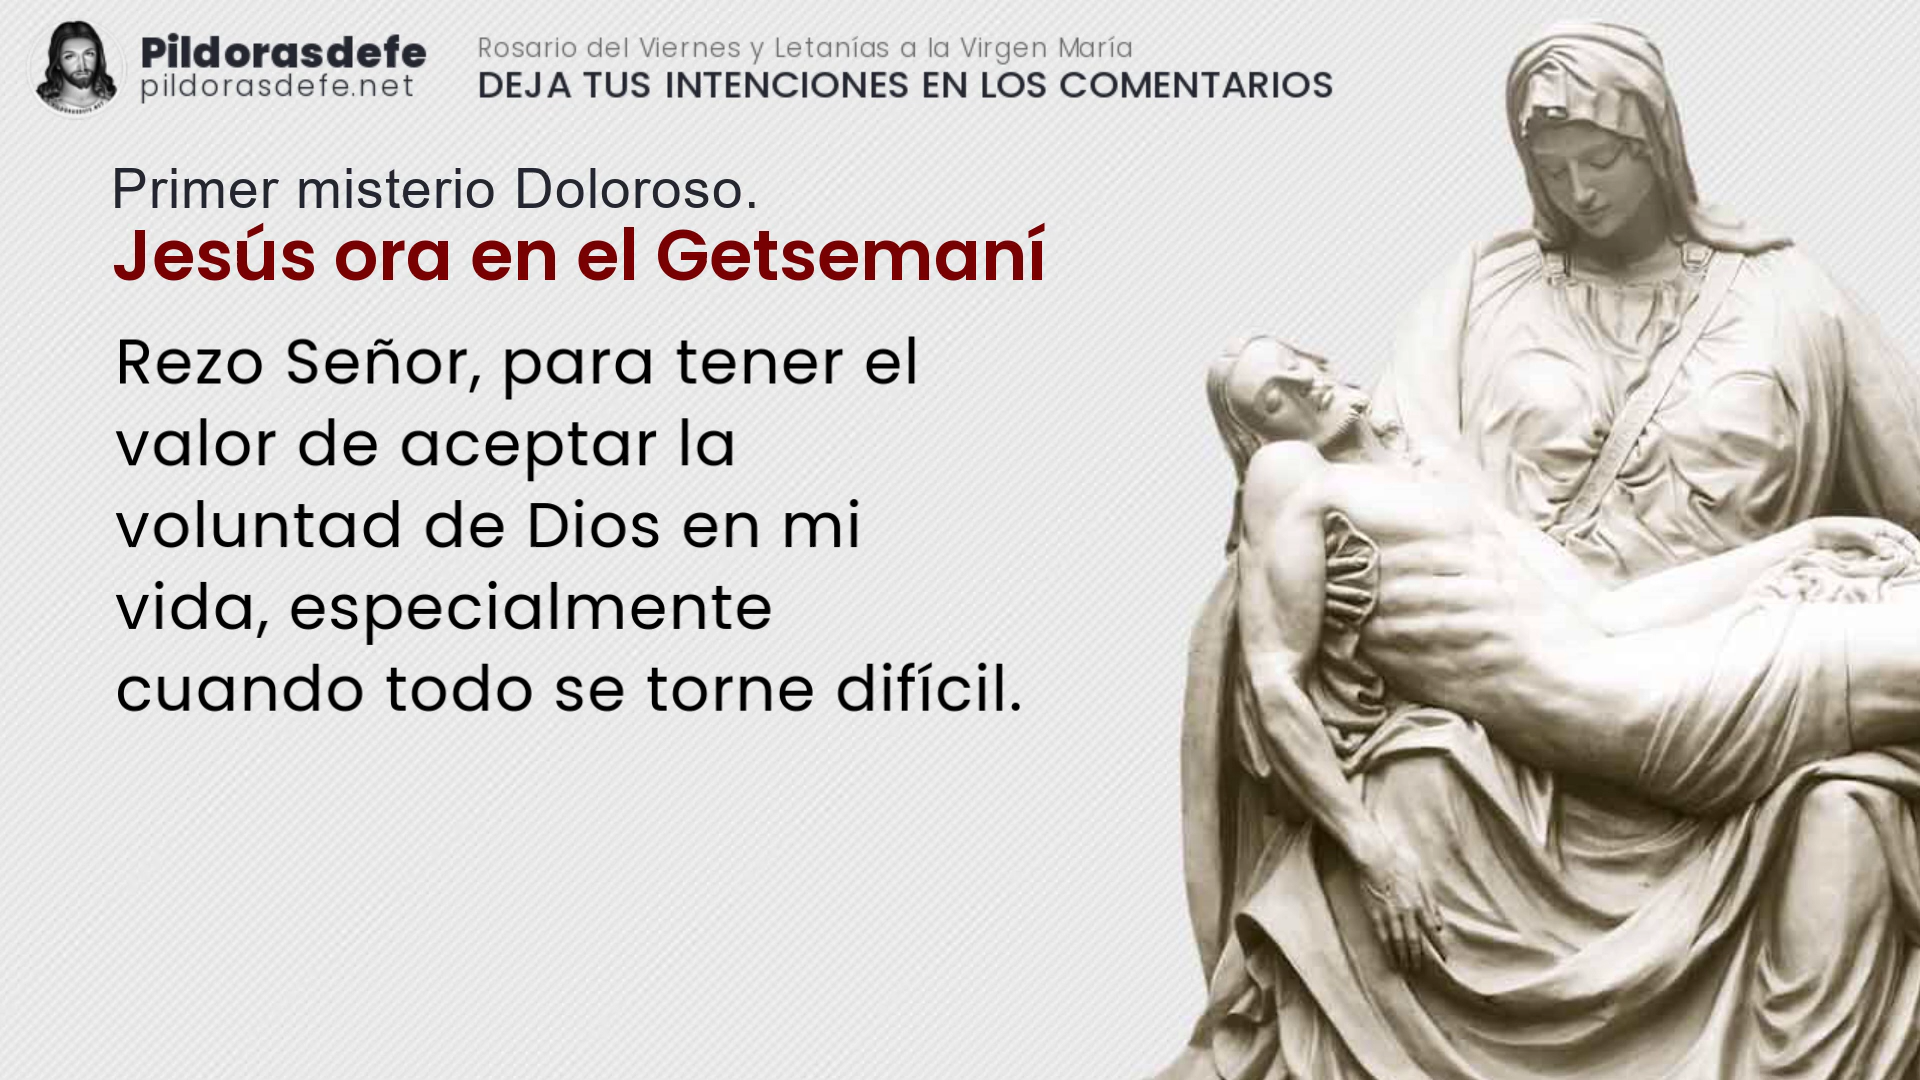 Pildorasdefe
pildorasdefe.net
Rosario del Viernes y Letanías a la Virgen María
DEJA TUS INTENCIONES EN LOS COMENTARIOS
Primer misterio Doloroso.
Jesús ora en el Getsemaní
Rezo Señor, para tener el
valor de aceptar la
voluntad de Dios en mi
vida, especialmente
cuando todo se torne difícil.